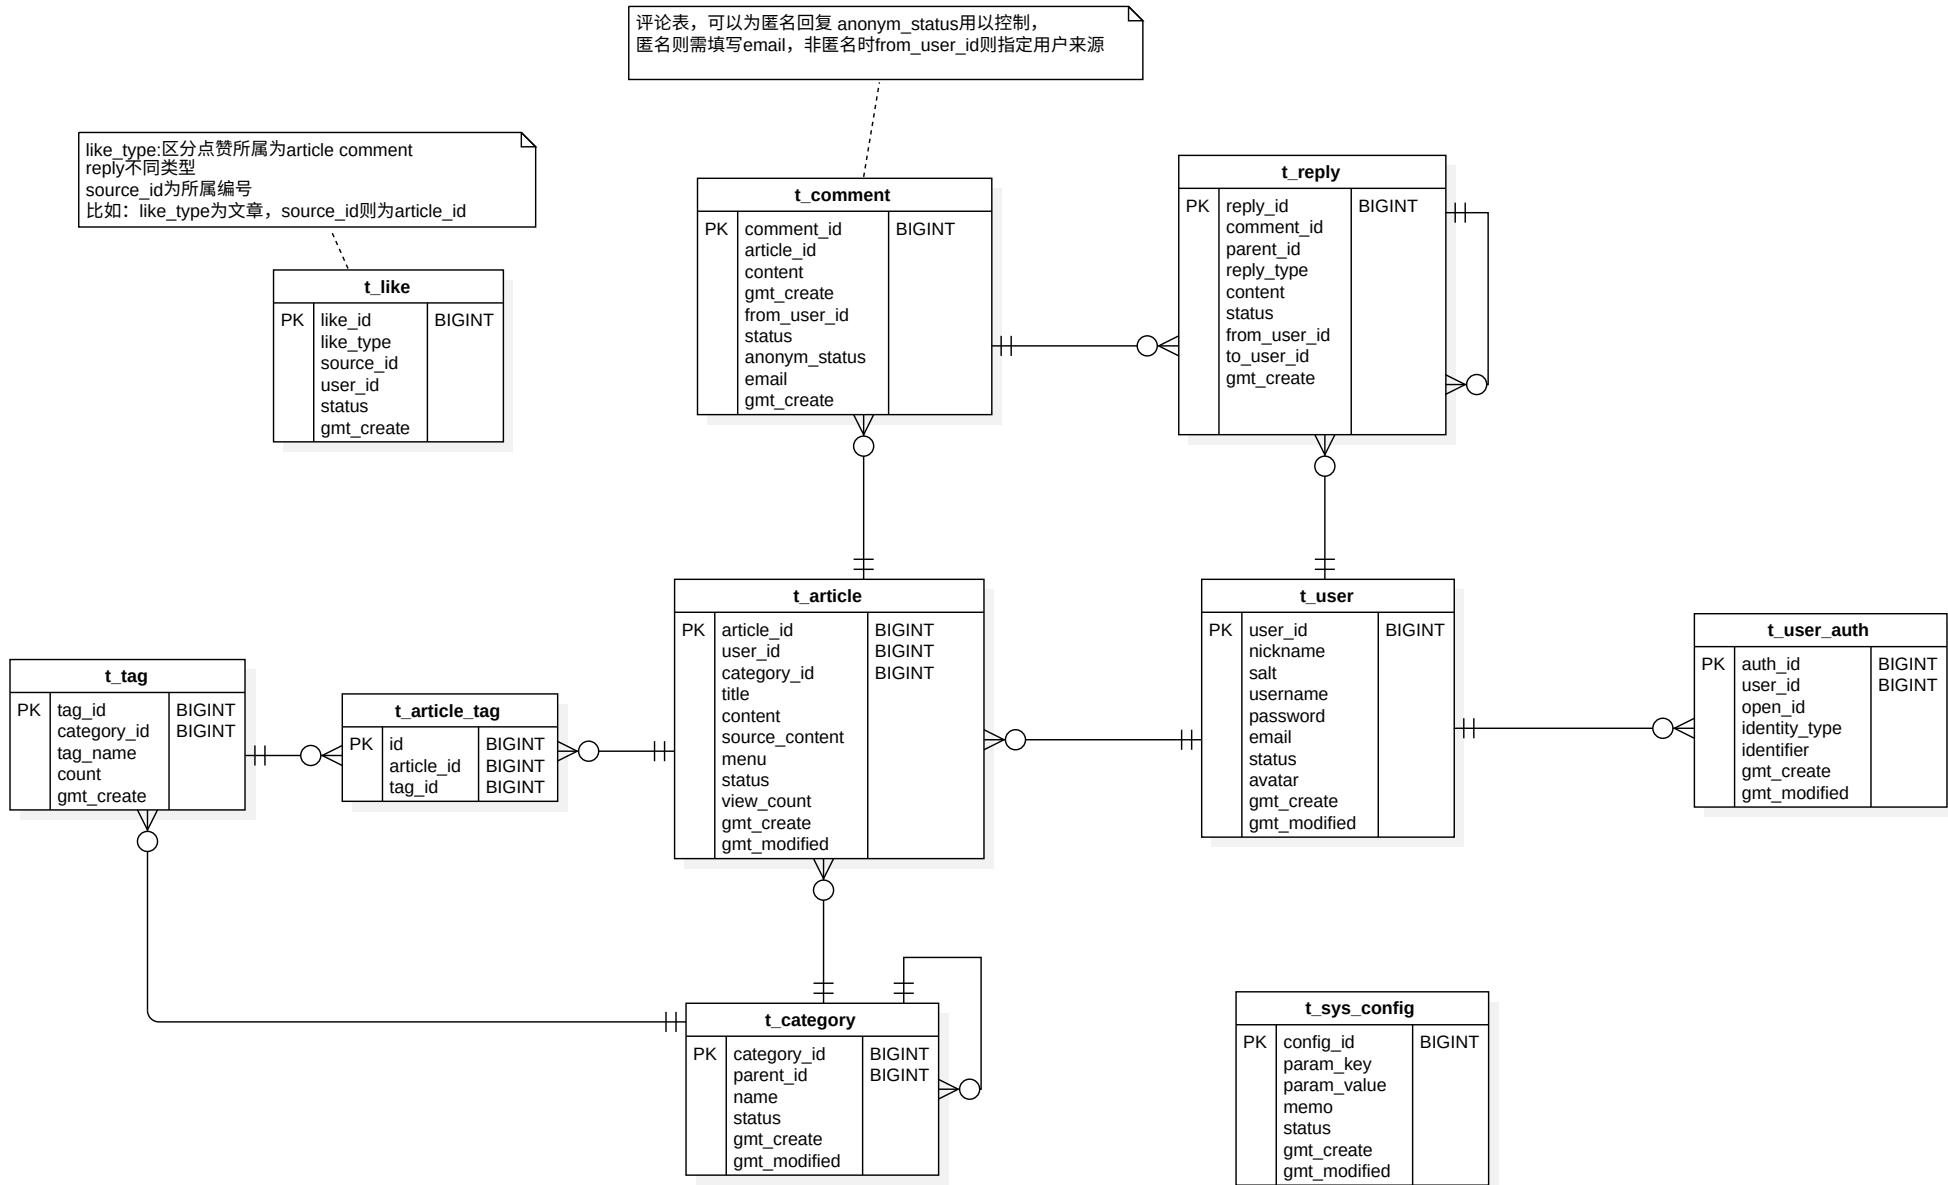 评论表，可以为匿名回复 anonym_status用以控制，
匿名则需填写email，非匿名时from_user_id则指定用户来源
like_type:区分点赞所属为article comment
reply不同类型
source_id为所属编号
比如：like_type为文章，source_id则为article_id
t_comment
PK comment_id BIGINT
article_id
content
gmt_create
from_user_id
status
anonym_status
email
gmt_create
t_reply
PK reply_id BIGINT
comment_id
parent_id
reply_type
content
status
from_user_id
to_user_id
gmt_create
t_like
PK like_id BIGINT
like_type
source_id
user_id
status
gmt_create
t_article
PK article_id BIGINT
user_id BIGINT
category_id BIGINT
title
content
source_content
menu
status
view_count
gmt_create
gmt_modified
t_user
PK user_id BIGINT
nickname
salt
username
password
email
status
avatar
gmt_create
gmt_modified
t_user_auth
PK auth_id BIGINT
user_id BIGINT
open_id
identity_type
identifier
gmt_create
gmt_modified
t_tag
PK tag_id BIGINT
category_id BIGINT
tag_name
count
gmt_create
t_article_tag
PK id BIGINT
article_id BIGINT
tag_id BIGINT
t_category
PK category_id BIGINT
parent_id BIGINT
name
status
gmt_create
gmt_modified
t_sys_config
PK config_id BIGINT
param_key
param_value
memo
status
gmt_create
gmt_modified